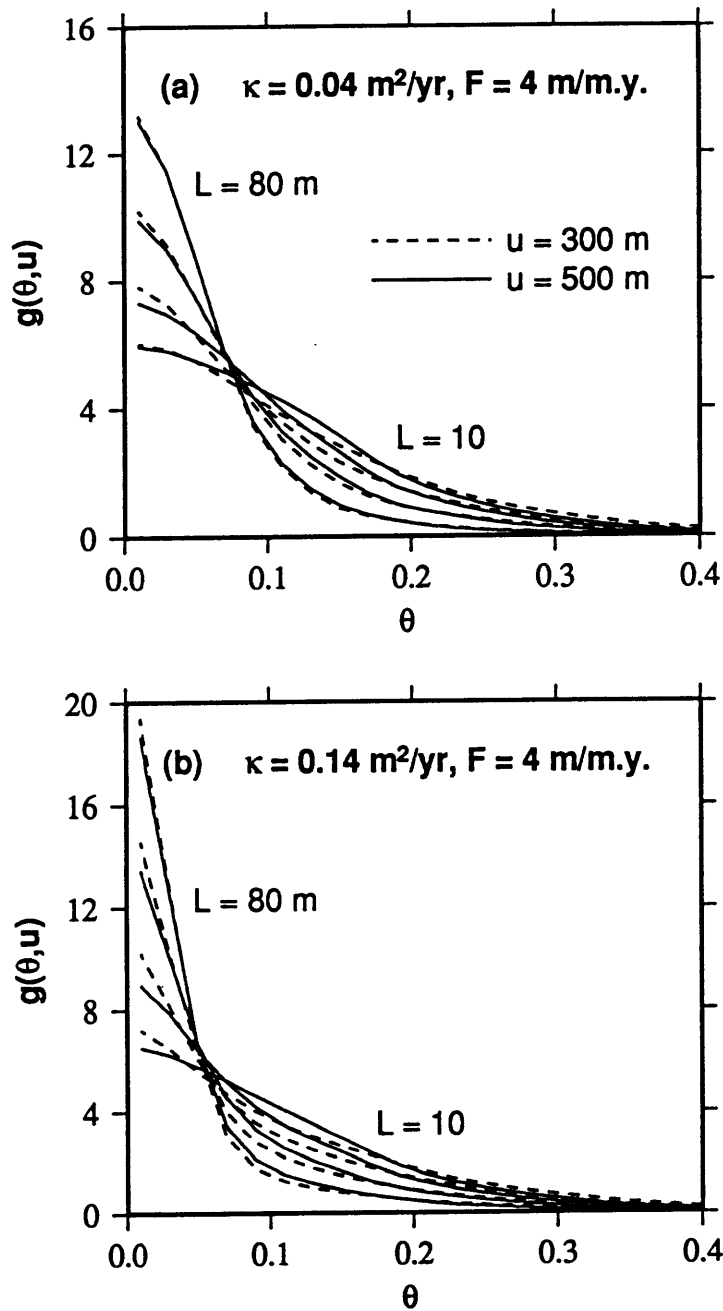 16
(a) κ = 0.04 m²/yr, F = 4 m/m.y.
12
L = 80 m
u = 300 m
g(θ,u)
8
u = 500 m
4
L = 10
0
0.0 0.1 0.2 0.3 0.4
θ
20
(b) κ = 0.14 m²/yr, F = 4 m/m.y.
16
L = 80 m
12
g(θ,u)
8
4
L = 10
0
0.0 0.1 0.2 0.3 0.4
θ